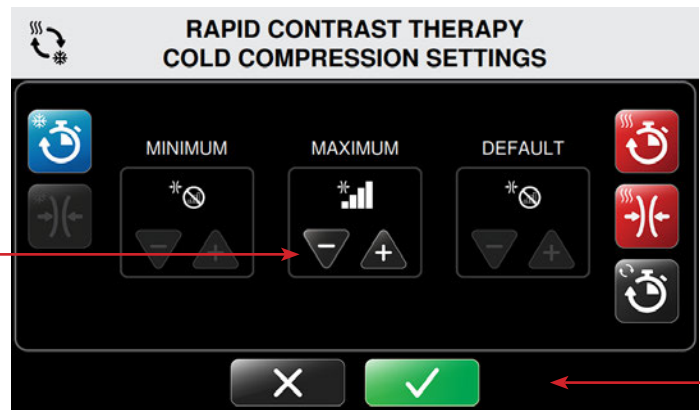 RAPID CONTRAST THERAPY
COLD COMPRESSION SETTINGS
MINIMUM
MAXIMUM
DEFAULT